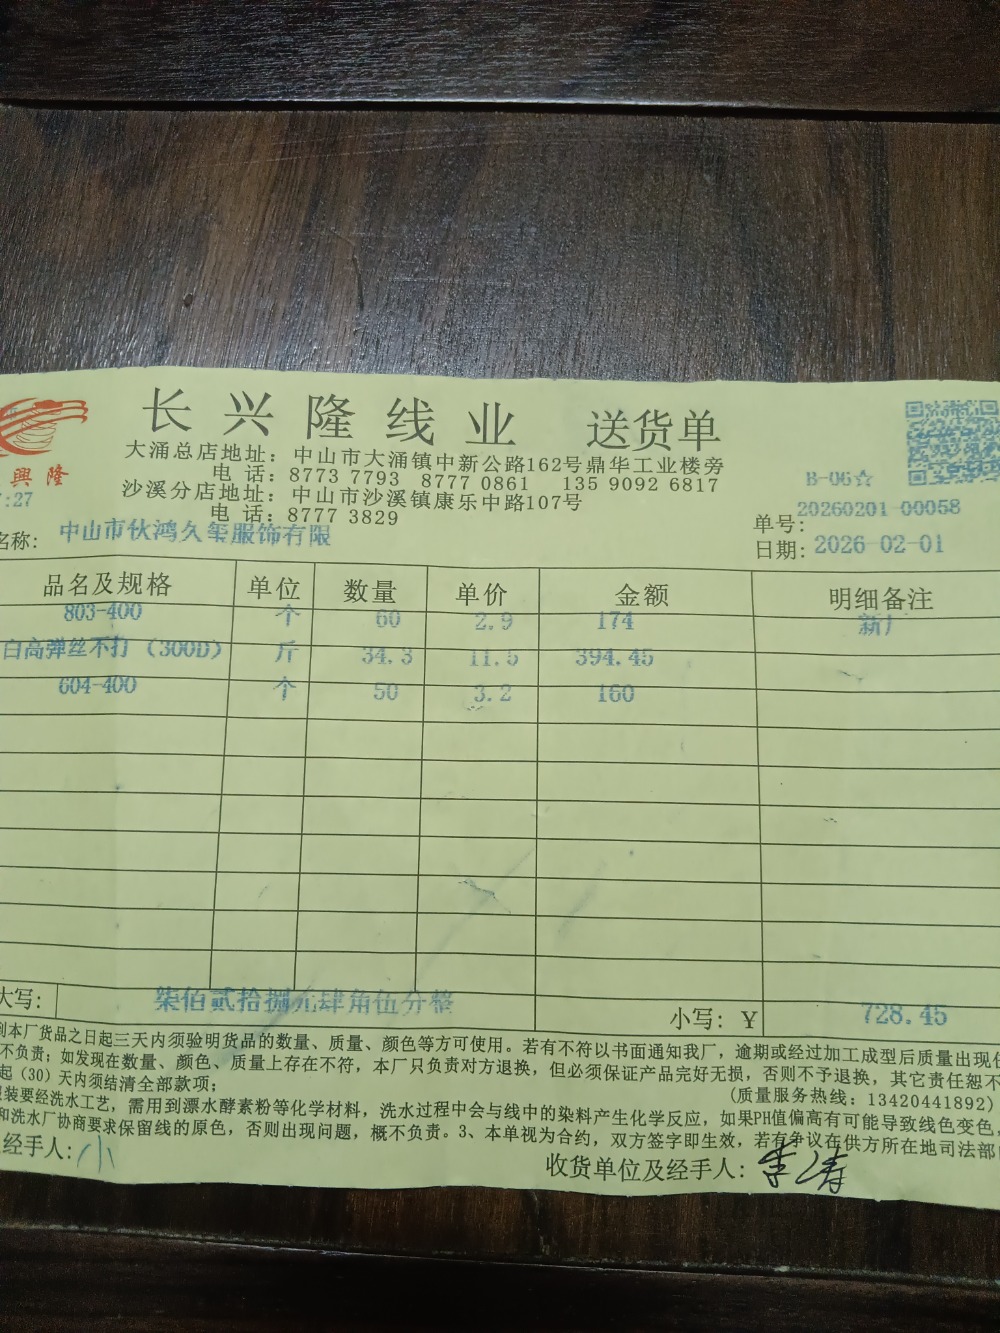 长兴隆线业 送货单
興隆
大涌总店地址：中山市大涌镇中新公路162号鼎华工业楼旁
电 话：8773 7793 8777 0861 135 9092 6817
沙溪分店地址：中山市沙溪镇康乐中路107号
电 话：8777 3829
B-06☆
:27
单号：20260201-00058
名称：中山市伙鸿久玺服饰有限
日期：2026-02-01
品名及规格 单位 数量 单价 金额 明细备注
803-400 个 60 2.9 174 新厂
白高弹丝不打（300D） 斤 34.3 11.5 394.45
604-400 个 50 3.2 160
大写：柒佰贰拾捌元肆角伍分整 小写：￥ 728.45
到本厂货品之日起三天内须验明货品的数量、质量、颜色等方可使用。若有不符以书面通知我厂，逾期或经过加工成型后质量出现
不负责；如发现在数量、颜色、质量上存在不符，本厂只负责对方退换，但必须保证产品完好无损，否则不予退换，其它责任恕不
起（30）天内须结清全部款项； （质量服务热线：13420441892）
服装要经洗水工艺，需用到漂水酵素粉等化学材料，洗水过程中会与线中的染料产生化学反应，如果PH值偏高有可能导致线色变色，
和洗水厂协商要求保留线的原色，否则出现问题，概不负责。3、本单视为合约，双方签字即生效，若有争议在供方所在地司法部
经手人：小 收货单位及经手人：李涛